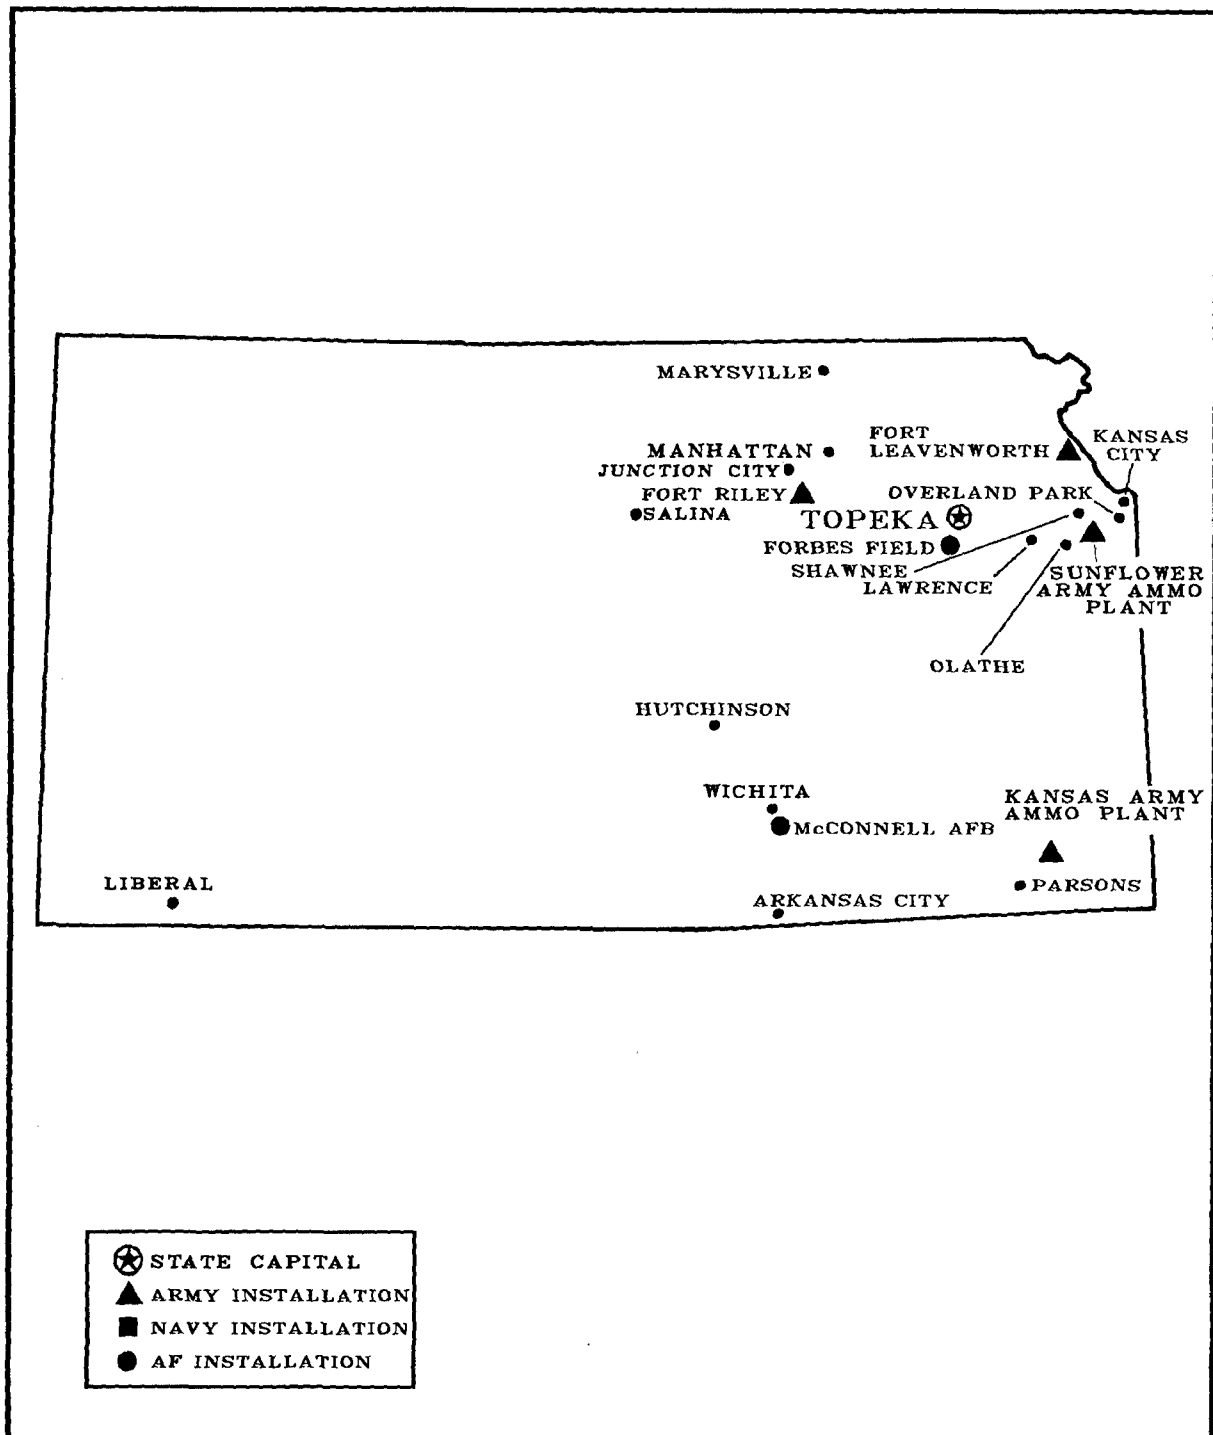 MARYSVILLE
FORT
LEAVENWORTH
KANSAS
CITY
MANHATTAN
JUNCTION CITY
FORT RILEY
OVERLAND PARK
SALINA
TOPEKA
FORBES FIELD
SHAWNEE
LAWRENCE
SUNFLOWER
ARMY AMMO
PLANT
OLATHE
HUTCHINSON
WICHITA
McCONNELL AFB
KANSAS ARMY
AMMO PLANT
PARSONS
LIBERAL
ARKANSAS CITY
STATE CAPITAL
ARMY INSTALLATION
NAVY INSTALLATION
AF INSTALLATION